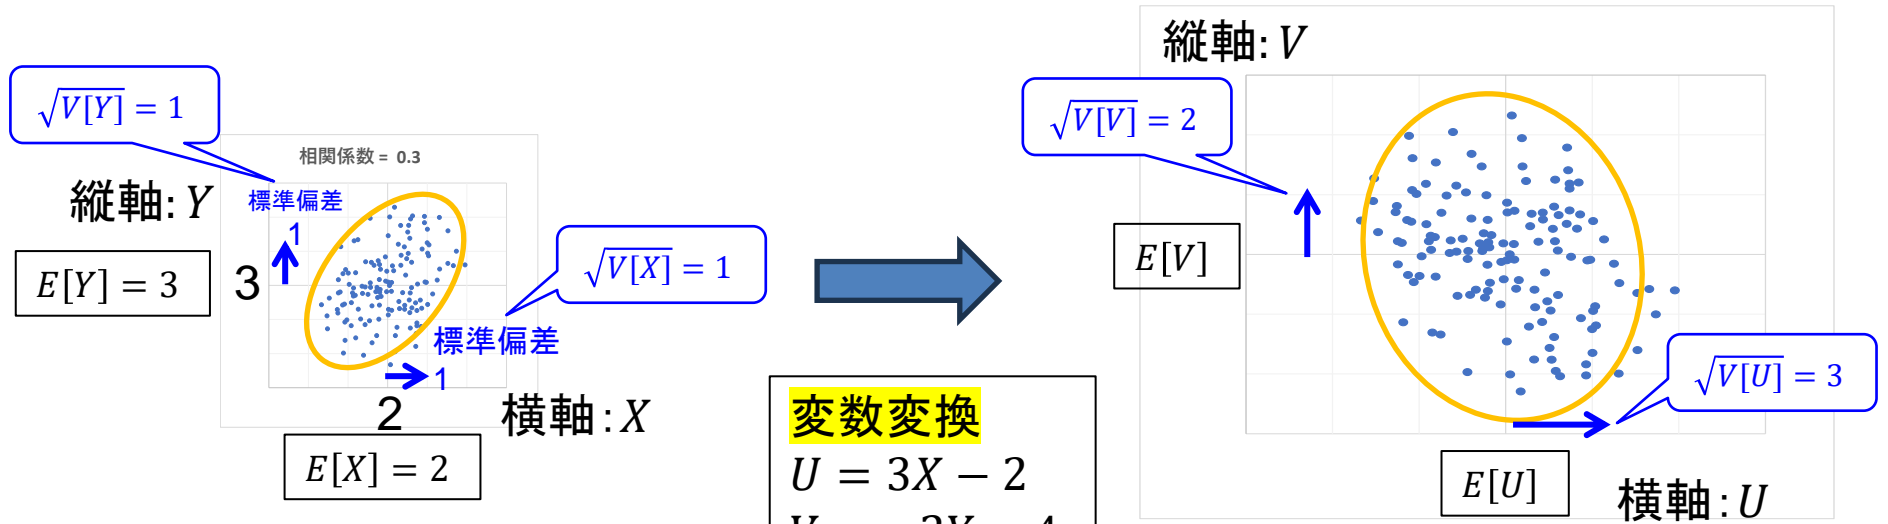 縦軸: V
√V[Y] = 1
√V[V] = 2
相関係数 = 0.3
縦軸: Y
標準偏差
1
√V[X] = 1
E[Y] = 3
3
E[V]
標準偏差
1
√V[U] = 3
2
横軸: X
変数変換
E[X] = 2
U = 3X − 2
E[U]
横軸: U